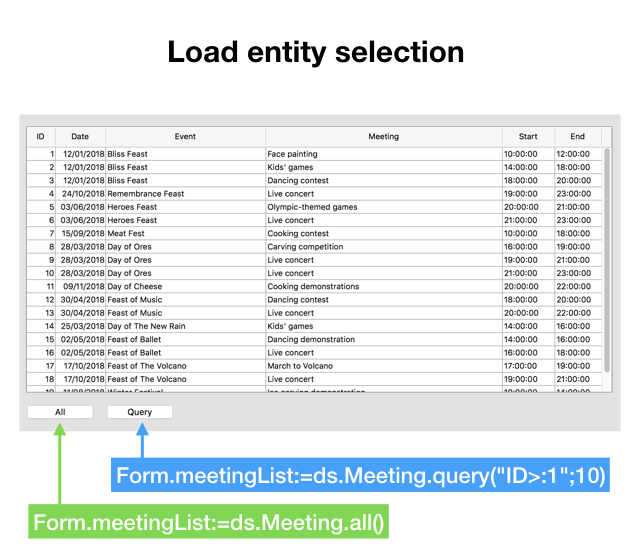 Load entity selection
ID Date Event Meeting Start End
1 12/01/2018 Bliss Feast Face painting 10:00:00 12:00:00
2 12/01/2018 Bliss Feast Kids' games 14:00:00 18:00:00
3 12/01/2018 Bliss Feast Dancing contest 18:00:00 20:00:00
4 24/10/2018 Remembrance Feast Live concert 19:00:00 23:00:00
5 03/06/2018 Heroes Feast Olympic-themed games 20:00:00 21:00:00
6 03/06/2018 Heroes Feast Live concert 21:00:00 23:00:00
7 15/09/2018 Meat Fest Cooking contest 10:00:00 18:00:00
8 28/03/2018 Day of Ores Carving competition 16:00:00 19:00:00
9 28/03/2018 Day of Ores Live concert 19:00:00 21:00:00
10 28/03/2018 Day of Ores Live concert 21:00:00 23:00:00
11 09/11/2018 Day of Cheese Cooking demonstrations 20:00:00 22:00:00
12 30/04/2018 Feast of Music Dancing contest 18:00:00 20:00:00
13 30/04/2018 Feast of Music Live concert 20:00:00 22:00:00
14 25/03/2018 Day of The New Rain Kids' games 14:00:00 16:00:00
15 02/05/2018 Feast of Ballet Dancing demonstration 14:00:00 16:00:00
16 02/05/2018 Feast of Ballet Live concert 16:00:00 18:00:00
17 17/10/2018 Feast of The Volcano March to Volcano 17:00:00 19:00:00
18 17/10/2018 Feast of The Volcano Live concert 19:00:00 21:00:00
19 11/08/2018 Winter Festival Ice carving demonstration 10:00:00 14:00:00
All Query
Form.meetingList:=ds.Meeting.query("ID>:1";10)
Form.meetingList:=ds.Meeting.all()